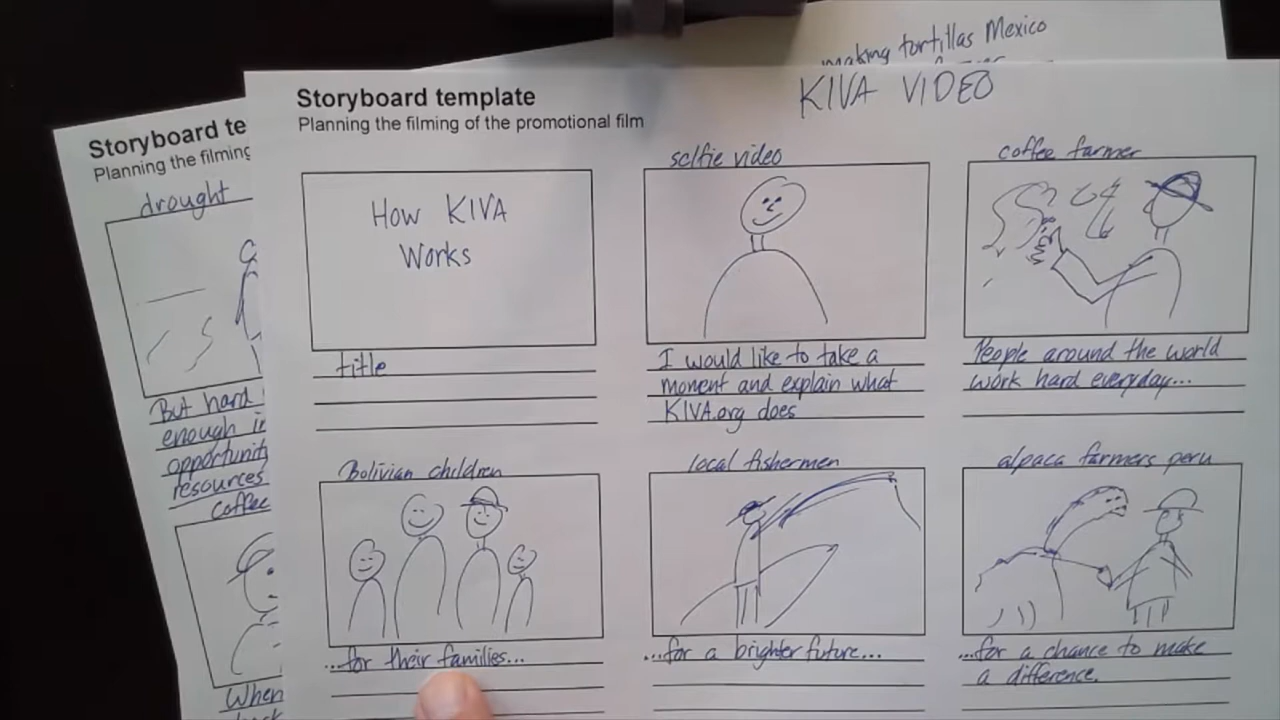 making tortillas Mexico
KIVA VIDEO
Storyboard template
Planning the filming of the promotional film
How KIVA
Works
title
selfie video
I would like to take a
moment and explain what
KIVA.org does
coffee farmer
People around the world
work hard everyday...
Bolivian children
...for their families...
local fishermen
...for a brighter future...
alpaca farmers peru
...for a chance to make
a difference.
Storyboard te
Planning the filming
drought
But hard
enough
opportunity
resources
coffee
When